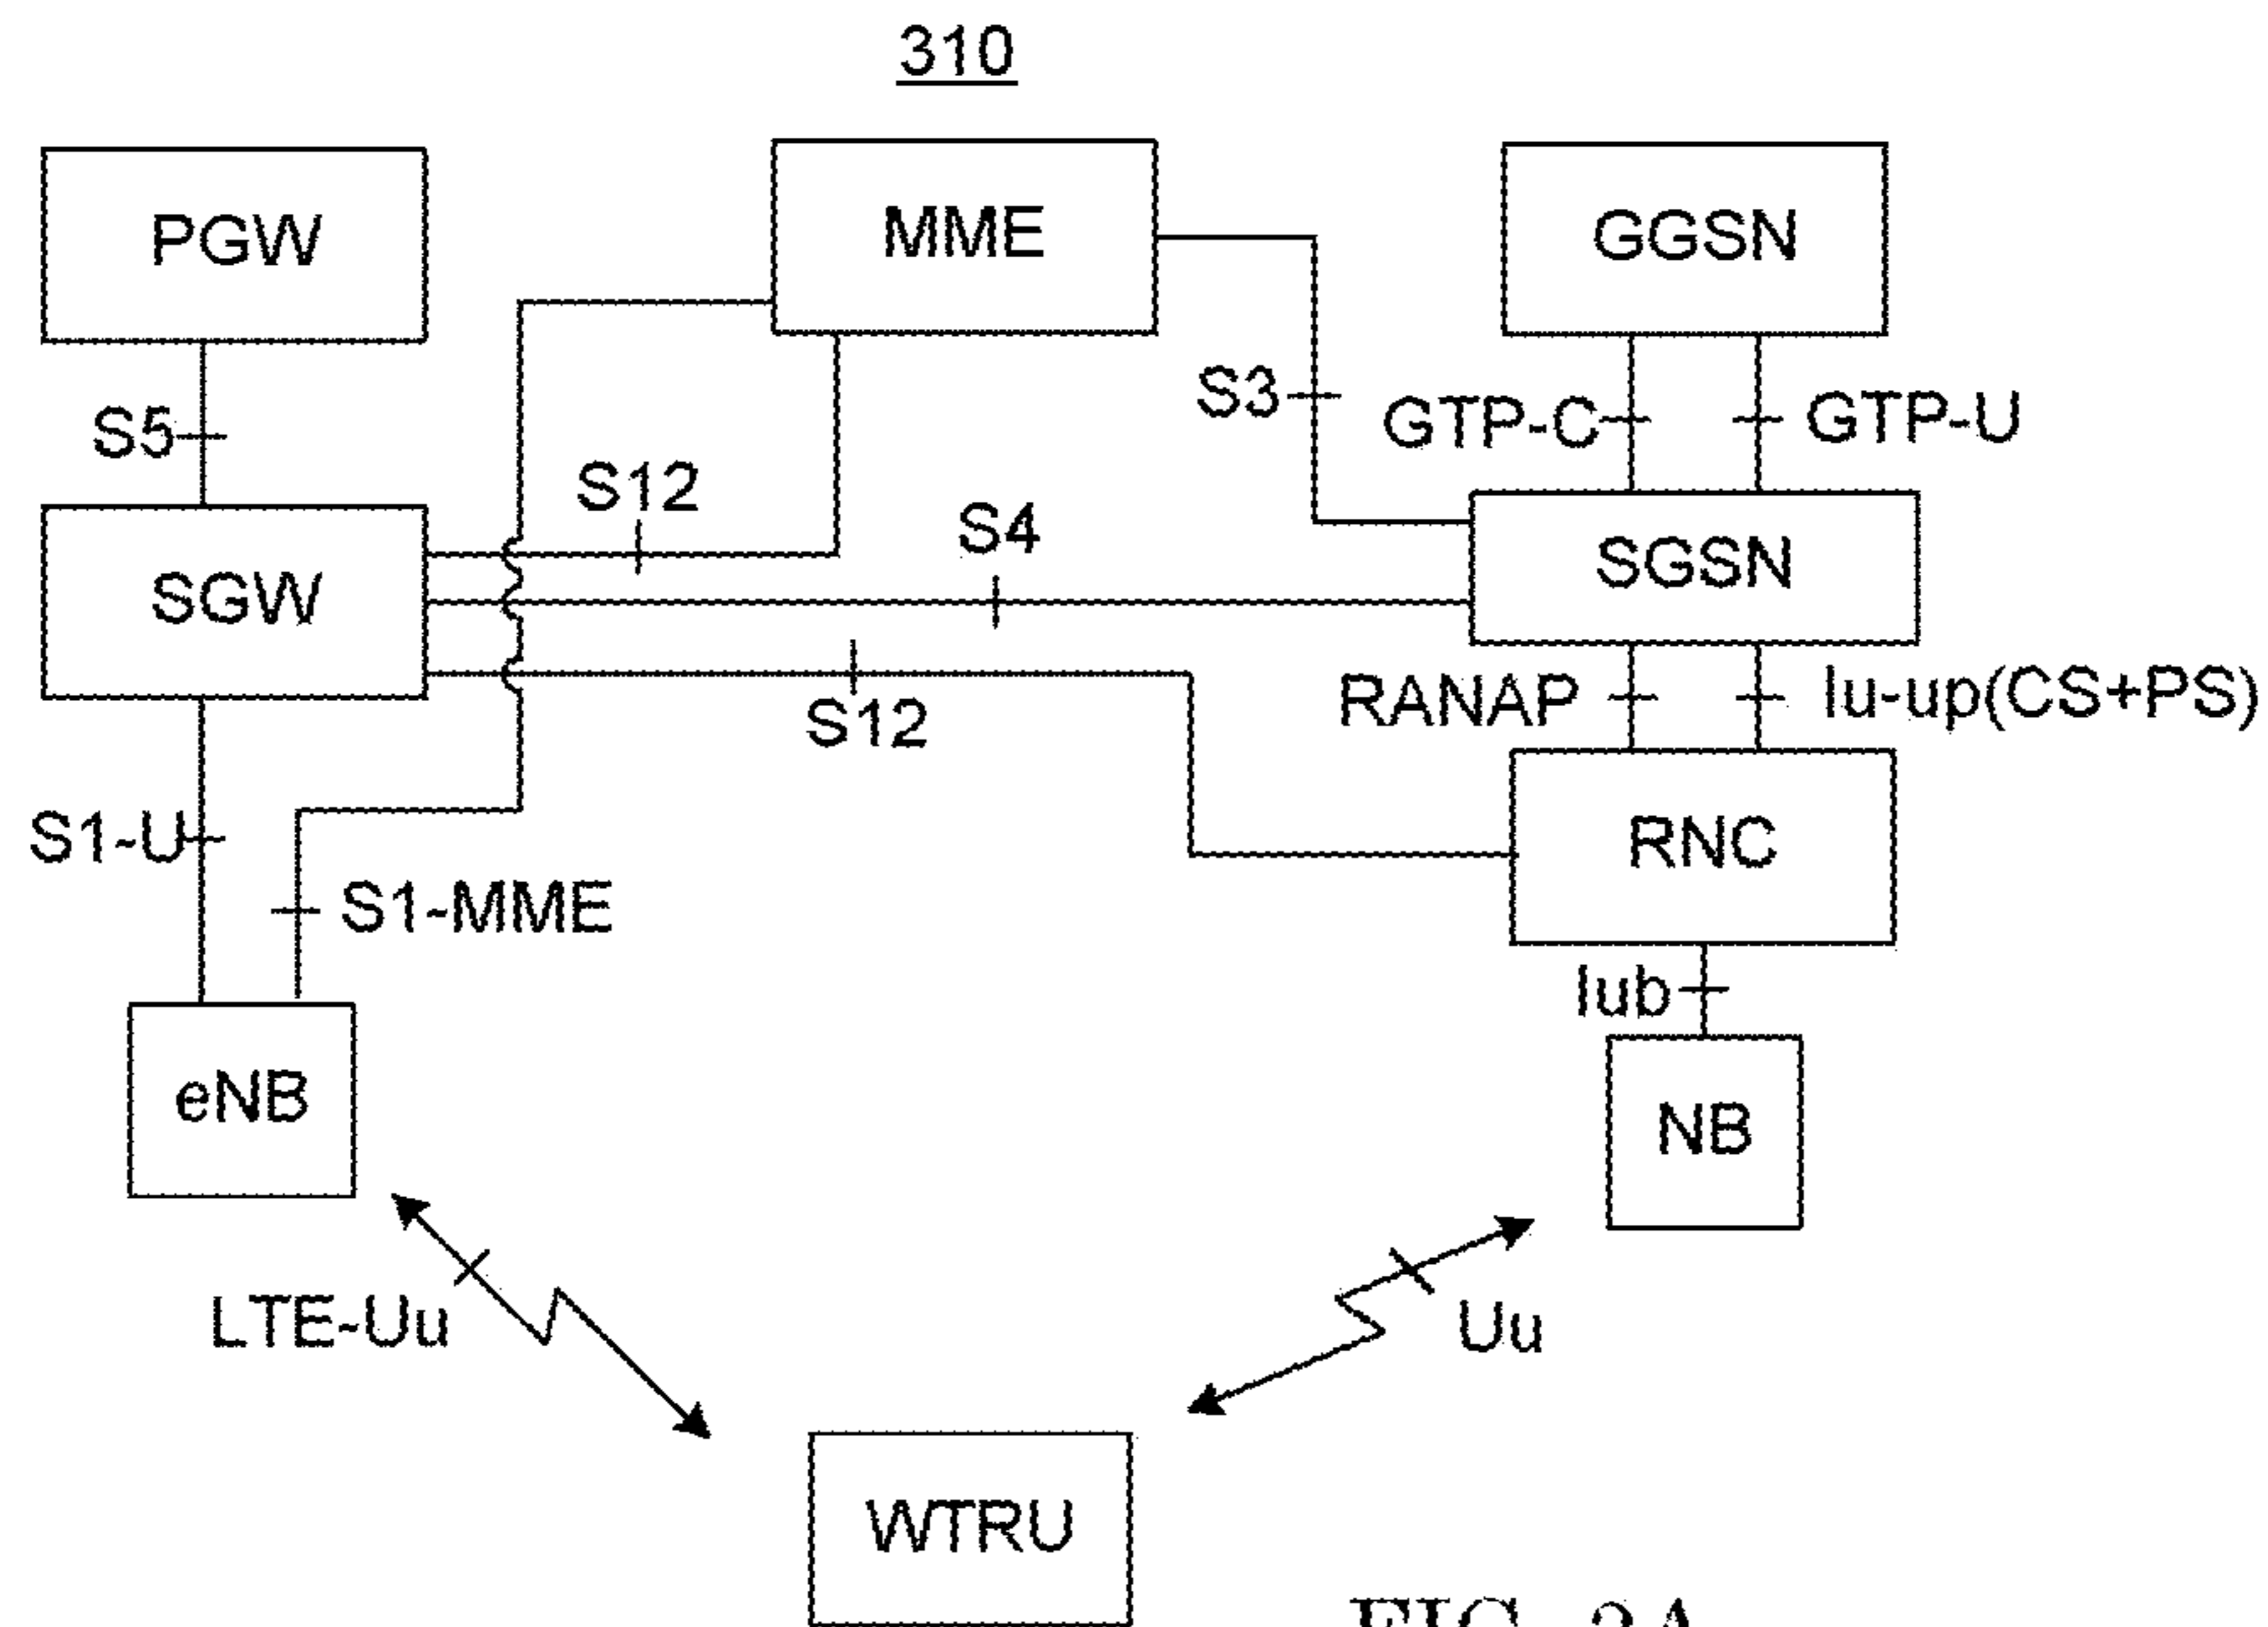 310
PGW
MME
GGSN
S3
GTP-C
GTP-U
S5
S12
S4
SGW
SGSN
S12
RANAP
Iu-up(CS+PS)
S1-U
RNC
S1-MME
Iub
eNB
NB
LTE-Uu
Uu
WTRU